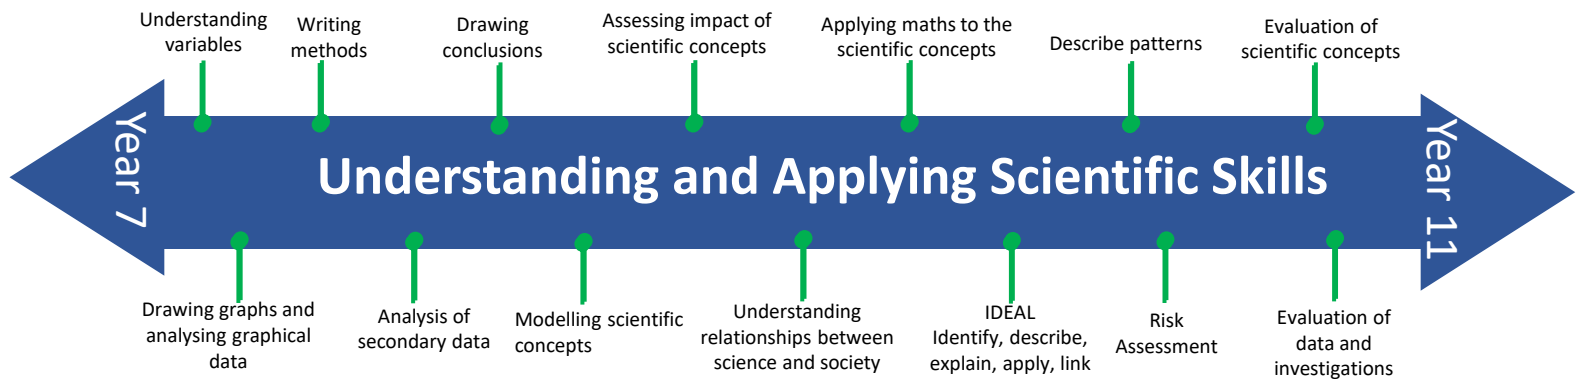 Understanding
variables
Writing
methods
Drawing
conclusions
Assessing impact of
scientific concepts
Applying maths to the
scientific concepts
Describe patterns
Evaluation of
scientific concepts
Year 7
Understanding and Applying Scientific Skills
Year 11
Drawing graphs and
analysing graphical
data
Analysis of
secondary data
Modelling scientific
concepts
Understanding
relationships between
science and society
IDEAL
Identify, describe,
explain, apply, link
Risk
Assessment
Evaluation of
data and
investigations